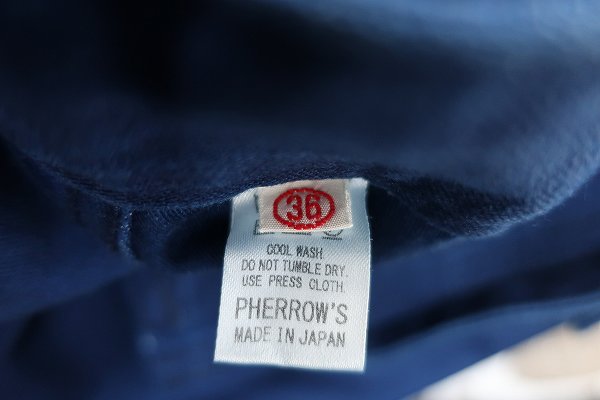 36
COOL WASH
DO NOT TUMBLE DRY.
USE PRESS CLOTH.
PHERROW'S
MADE IN JAPAN